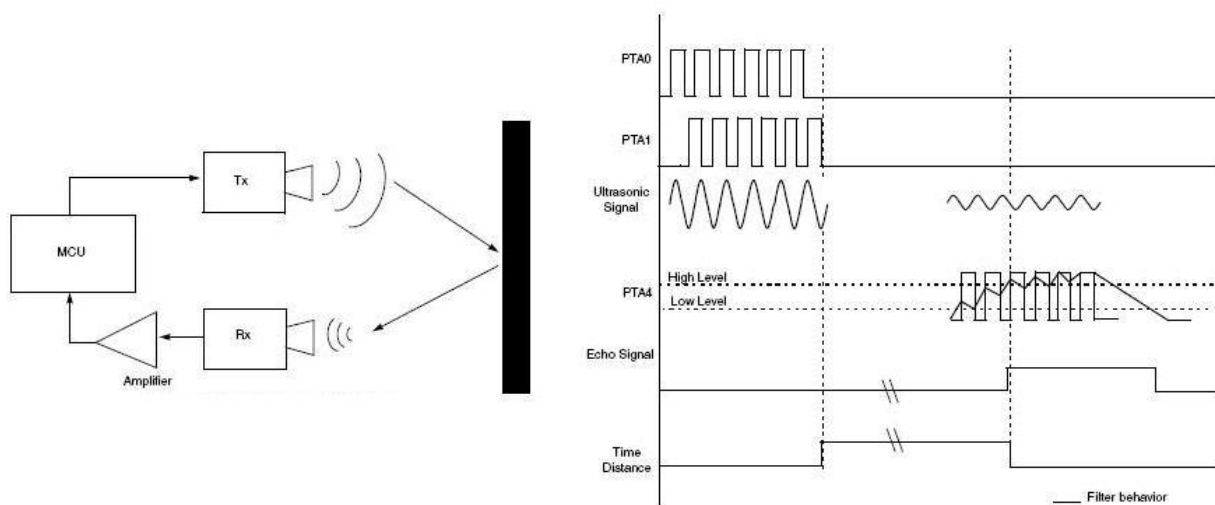 Tx
MCU
Rx
Amplifier
PTA0
PTA1
Ultrasonic
Signal
High Level
PTA4
Low Level
Echo Signal
Time
Distance
Filter behavior